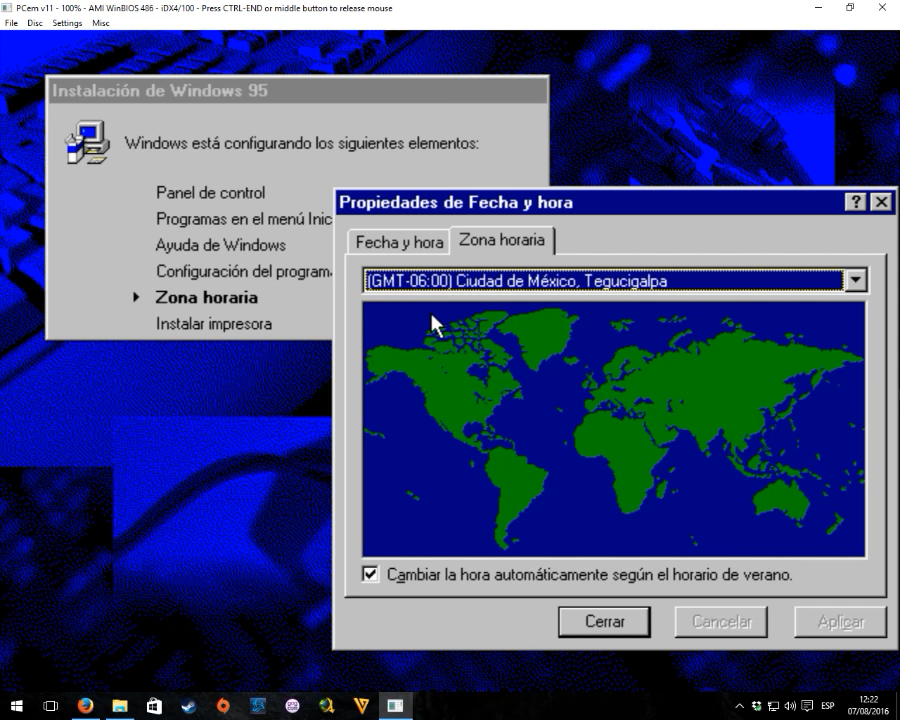 PCem v11 - 100% - AMI WinBIOS 486 - iDX4/100 - Press CTRL-END or middle button to release mouse
File Disc Settings Misc
Instalación de Windows 95
Windows está configurando los siguientes elementos:
Panel de control
Programas en el menú Inic
Ayuda de Windows
Configuración del program
Zona horaria
Instalar impresora
Propiedades de Fecha y hora
Fecha y hora Zona horaria
(GMT-06:00) Ciudad de México, Tegucigalpa
Cambiar la hora automáticamente según el horario de verano.
Cerrar Cancelar Aplicar
ESP
12:22
07/08/2016